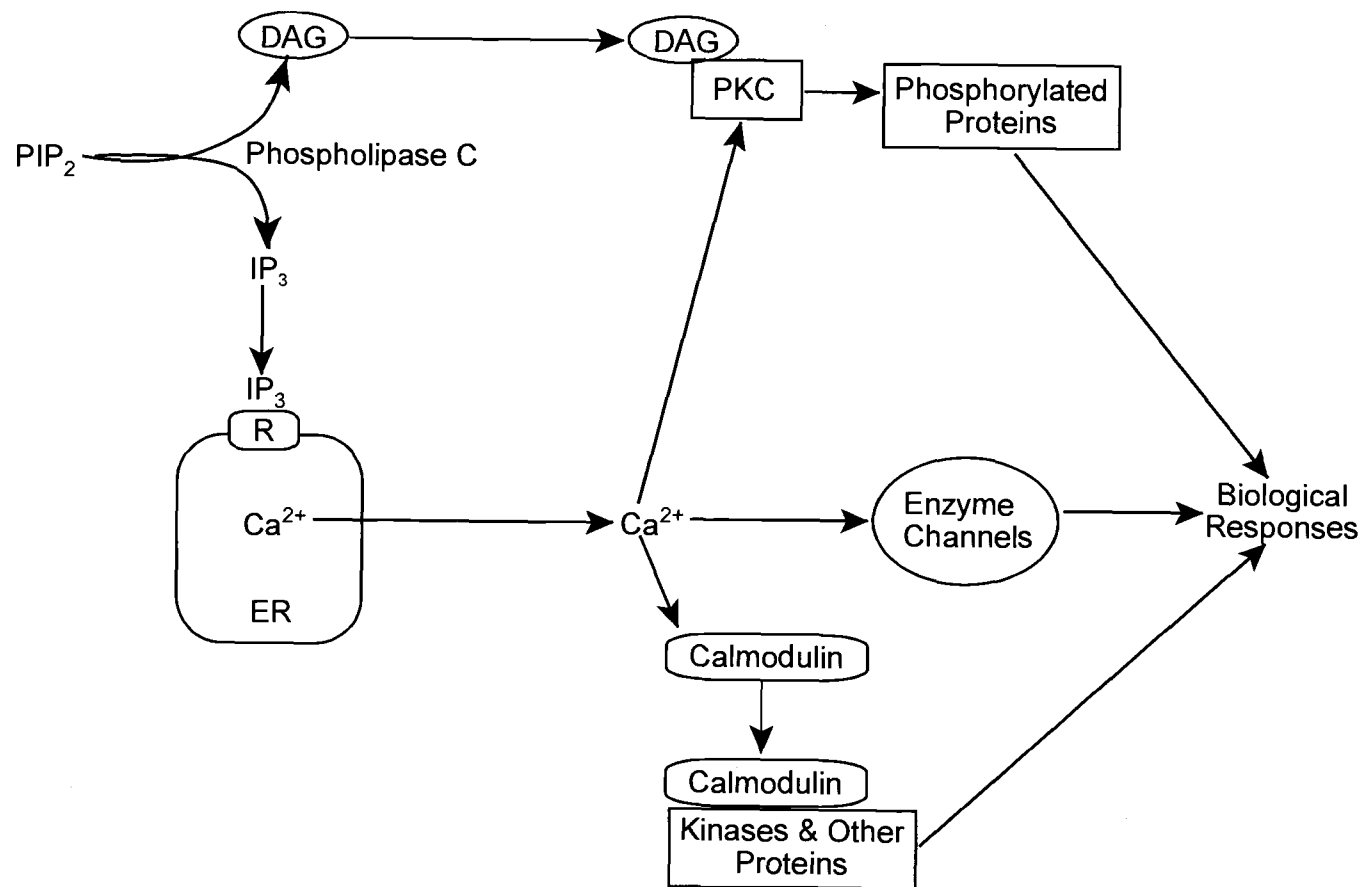 DAG
DAG
PKC
Phosphorylated
Proteins
PIP₂
Phospholipase C
IP₃
IP₃
R
Ca²⁺
ER
Ca²⁺
Enzyme
Channels
Biological
Responses
Calmodulin
Calmodulin
Kinases & Other
Proteins